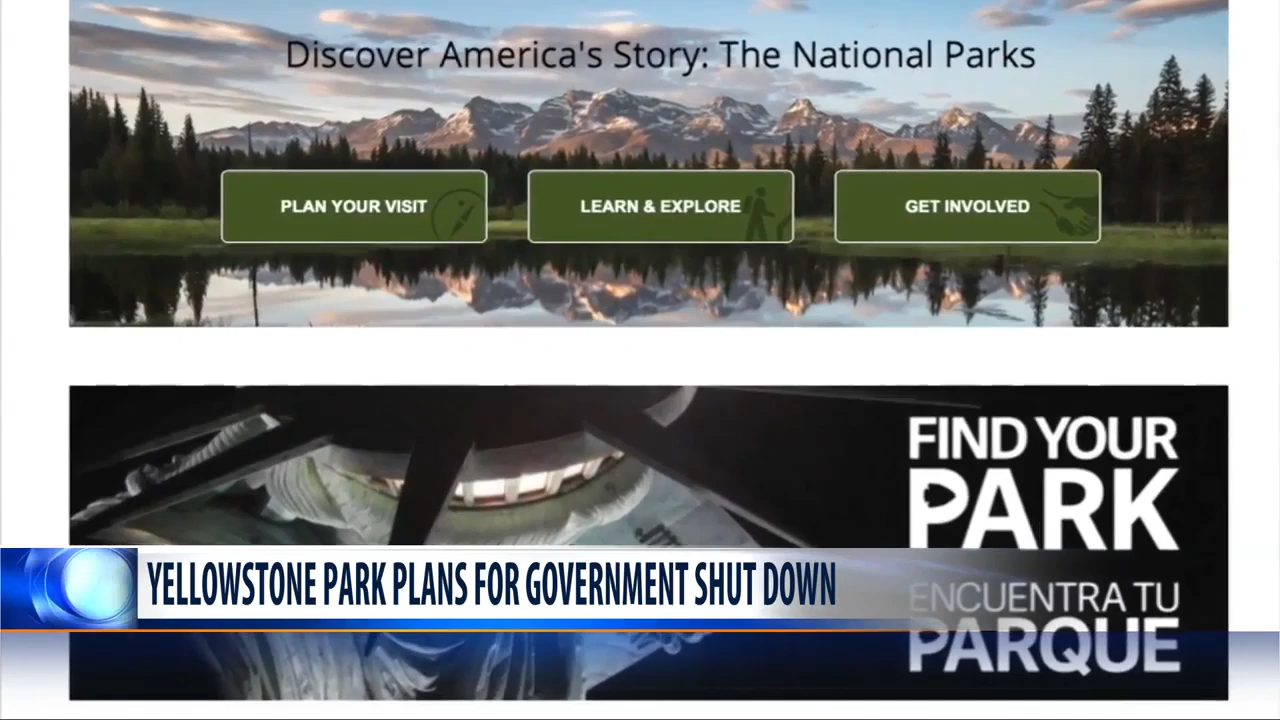 Discover America's Story: The National Parks
PLAN YOUR VISIT
LEARN & EXPLORE
GET INVOLVED
FIND YOUR
PARK
YELLOWSTONE PARK PLANS FOR GOVERNMENT SHUT DOWN
ENCUENTRA TU
PARQUE